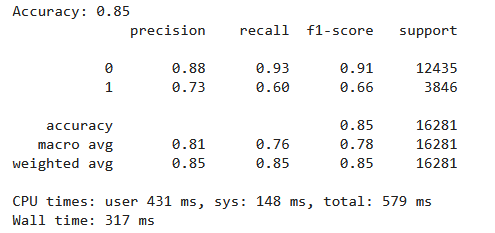 Accuracy: 0.85
precision recall f1-score support
0 0.88 0.93 0.91 12435
1 0.73 0.60 0.66 3846
accuracy 0.85 16281
macro avg 0.81 0.76 0.78 16281
weighted avg 0.85 0.85 0.85 16281
CPU times: user 431 ms, sys: 148 ms, total: 579 ms
Wall time: 317 ms